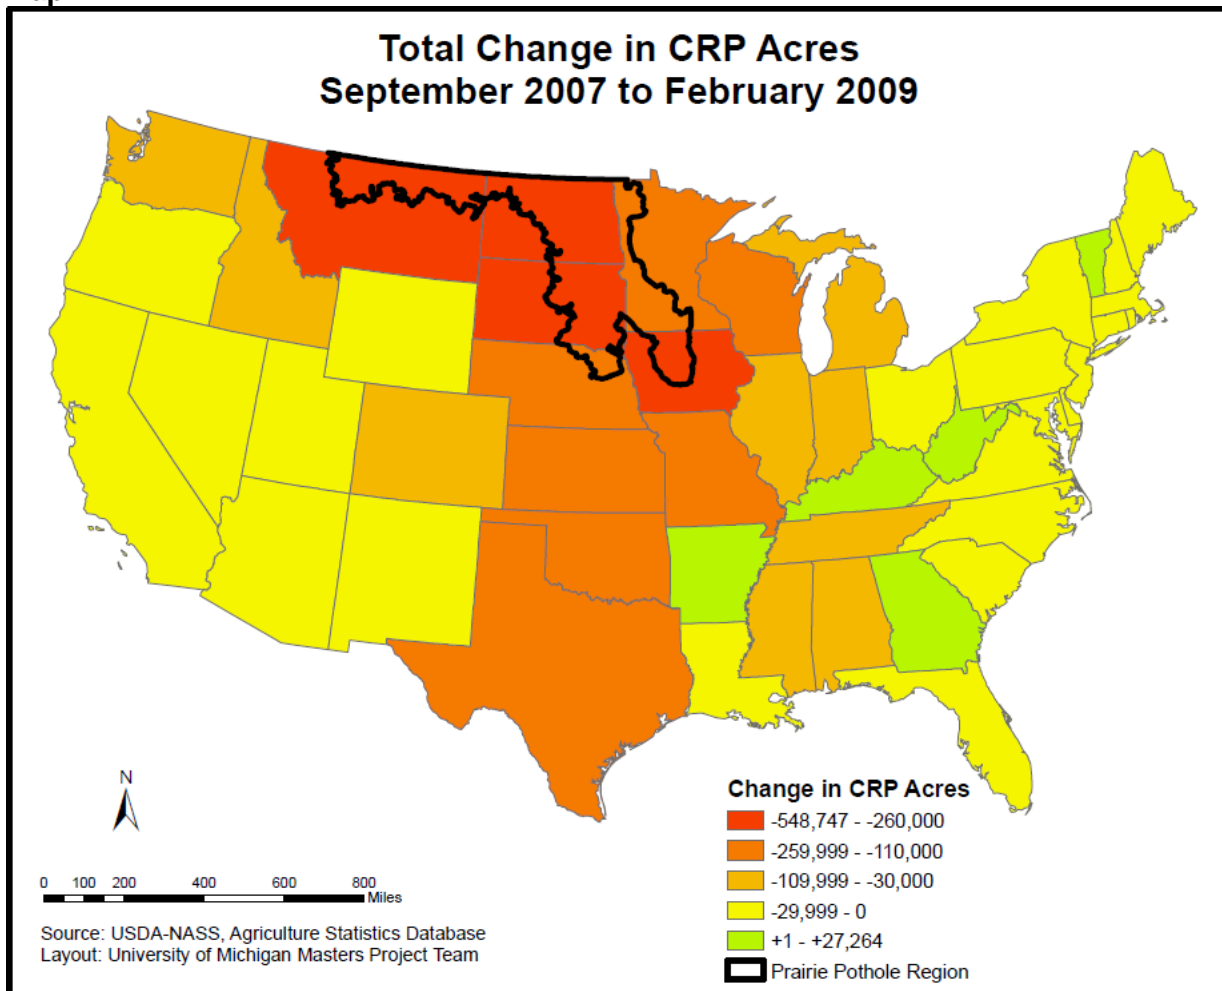 Total Change in CRP Acres
September 2007 to February 2009
N
0 100 200 400 600 800
Miles
Source: USDA-NASS, Agriculture Statistics Database
Layout: University of Michigan Masters Project Team
Change in CRP Acres
-548,747 - -260,000
-259,999 - -110,000
-109,999 - -30,000
-29,999 - 0
+1 - +27,264
Prairie Pothole Region